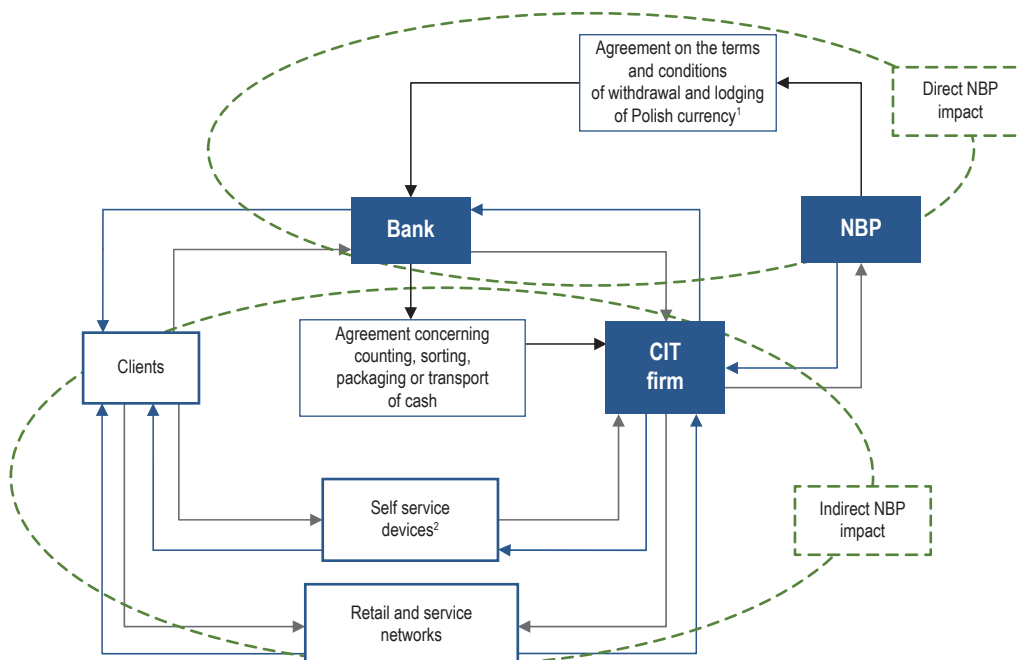 Agreement on the terms
and conditions
of withdrawal and lodging
of Polish currency1
Direct NBP
impact
Bank
NBP
Agreement concerning
counting, sorting,
packaging or transport
of cash
CIT
firm
Clients
Self service
devices2
Indirect NBP
impact
Retail and service
networks